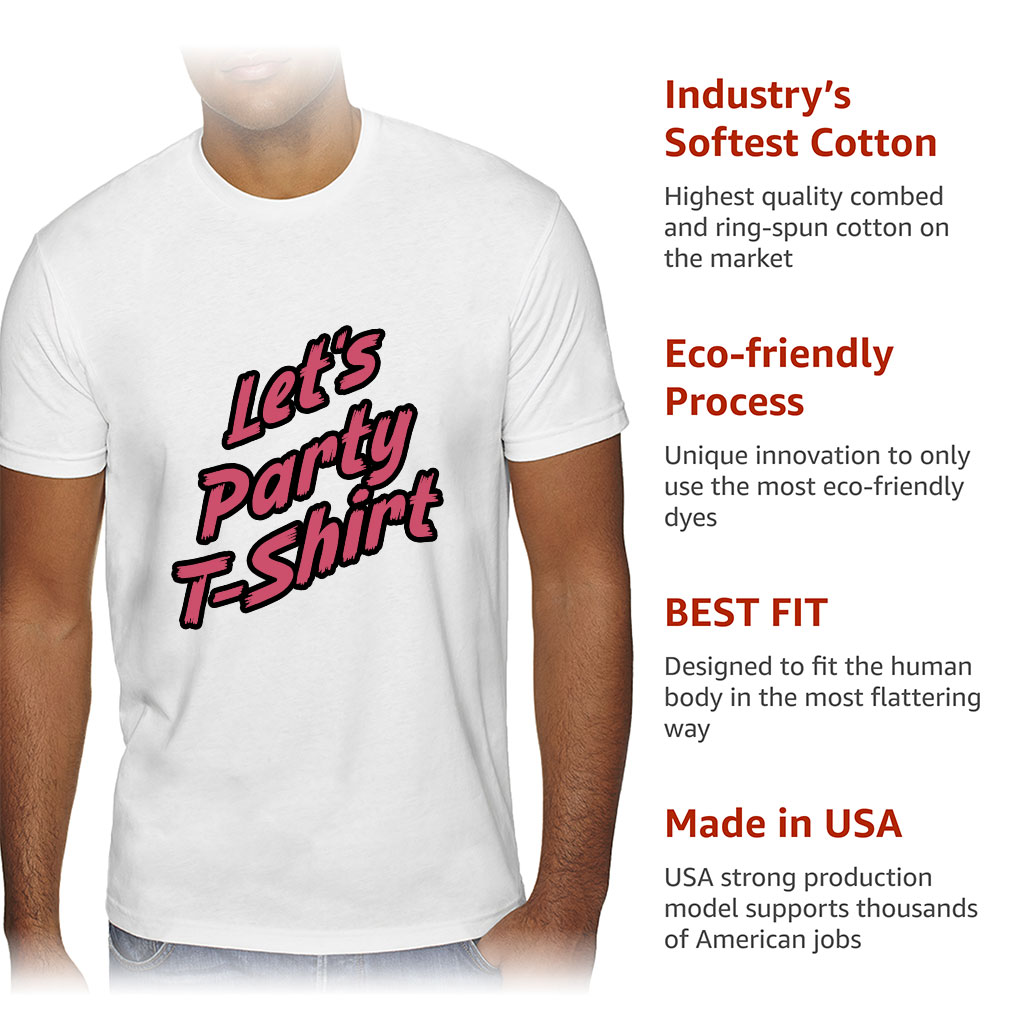 Let's
Party
T-Shirt
Industry’s
Softest Cotton
Highest quality combed
and ring-spun cotton on
the market
Eco-friendly
Process
Unique innovation to only
use the most eco-friendly
dyes
BEST FIT
Designed to fit the human
body in the most flattering
way
Made in USA
USA strong production
model supports thousands
of American jobs